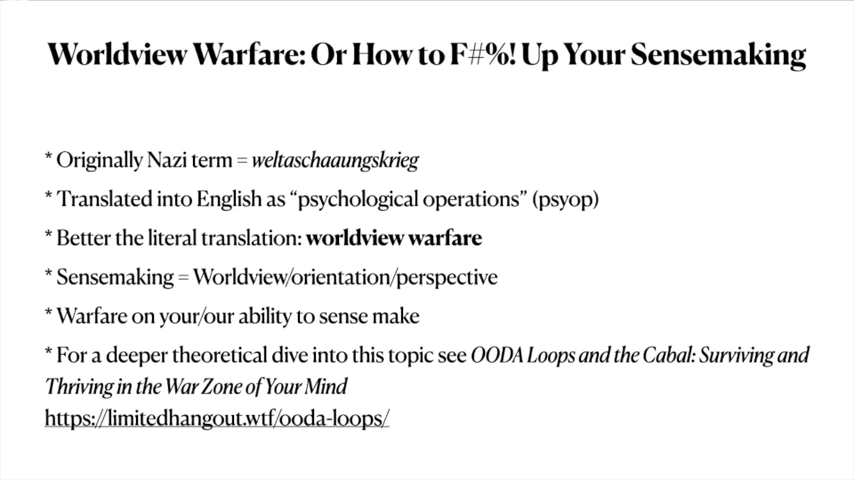 Worldview Warfare: Or How to F#%! Up Your Sensemaking
* Originally Nazi term = weltaschaaungskrieg
* Translated into English as “psychological operations” (psyop)
* Better the literal translation: worldview warfare
* Sensemaking = Worldview/orientation/perspective
* Warfare on your/our ability to sense make
* For a deeper theoretical dive into this topic see OODA Loops and the Cabal: Surviving and
Thriving in the War Zone of Your Mind
https://limitedhangout.wtf/ooda-loops/